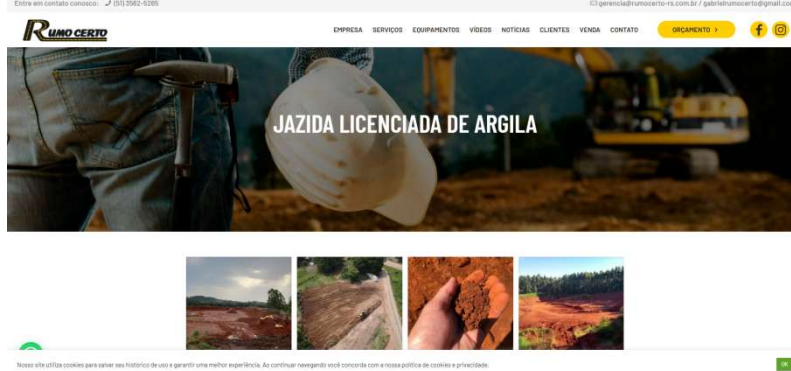 Entre em contato conosco: (51) 3562-5265
gerencia@rumocerto-rs.com.br / gabrielrumocerto@gmail.com
RUMO CERTO
EMPRESA SERVIÇOS EQUIPAMENTOS VÍDEOS NOTÍCIAS CLIENTES VENDA CONTATO ORÇAMENTO >
JAZIDA LICENCIADA DE ARGILA
Nosso site utiliza cookies para salvar seu histórico de uso e garantir uma melhor experiência. Ao continuar navegando você concorda com a nossa política de cookies e privacidade.
OK